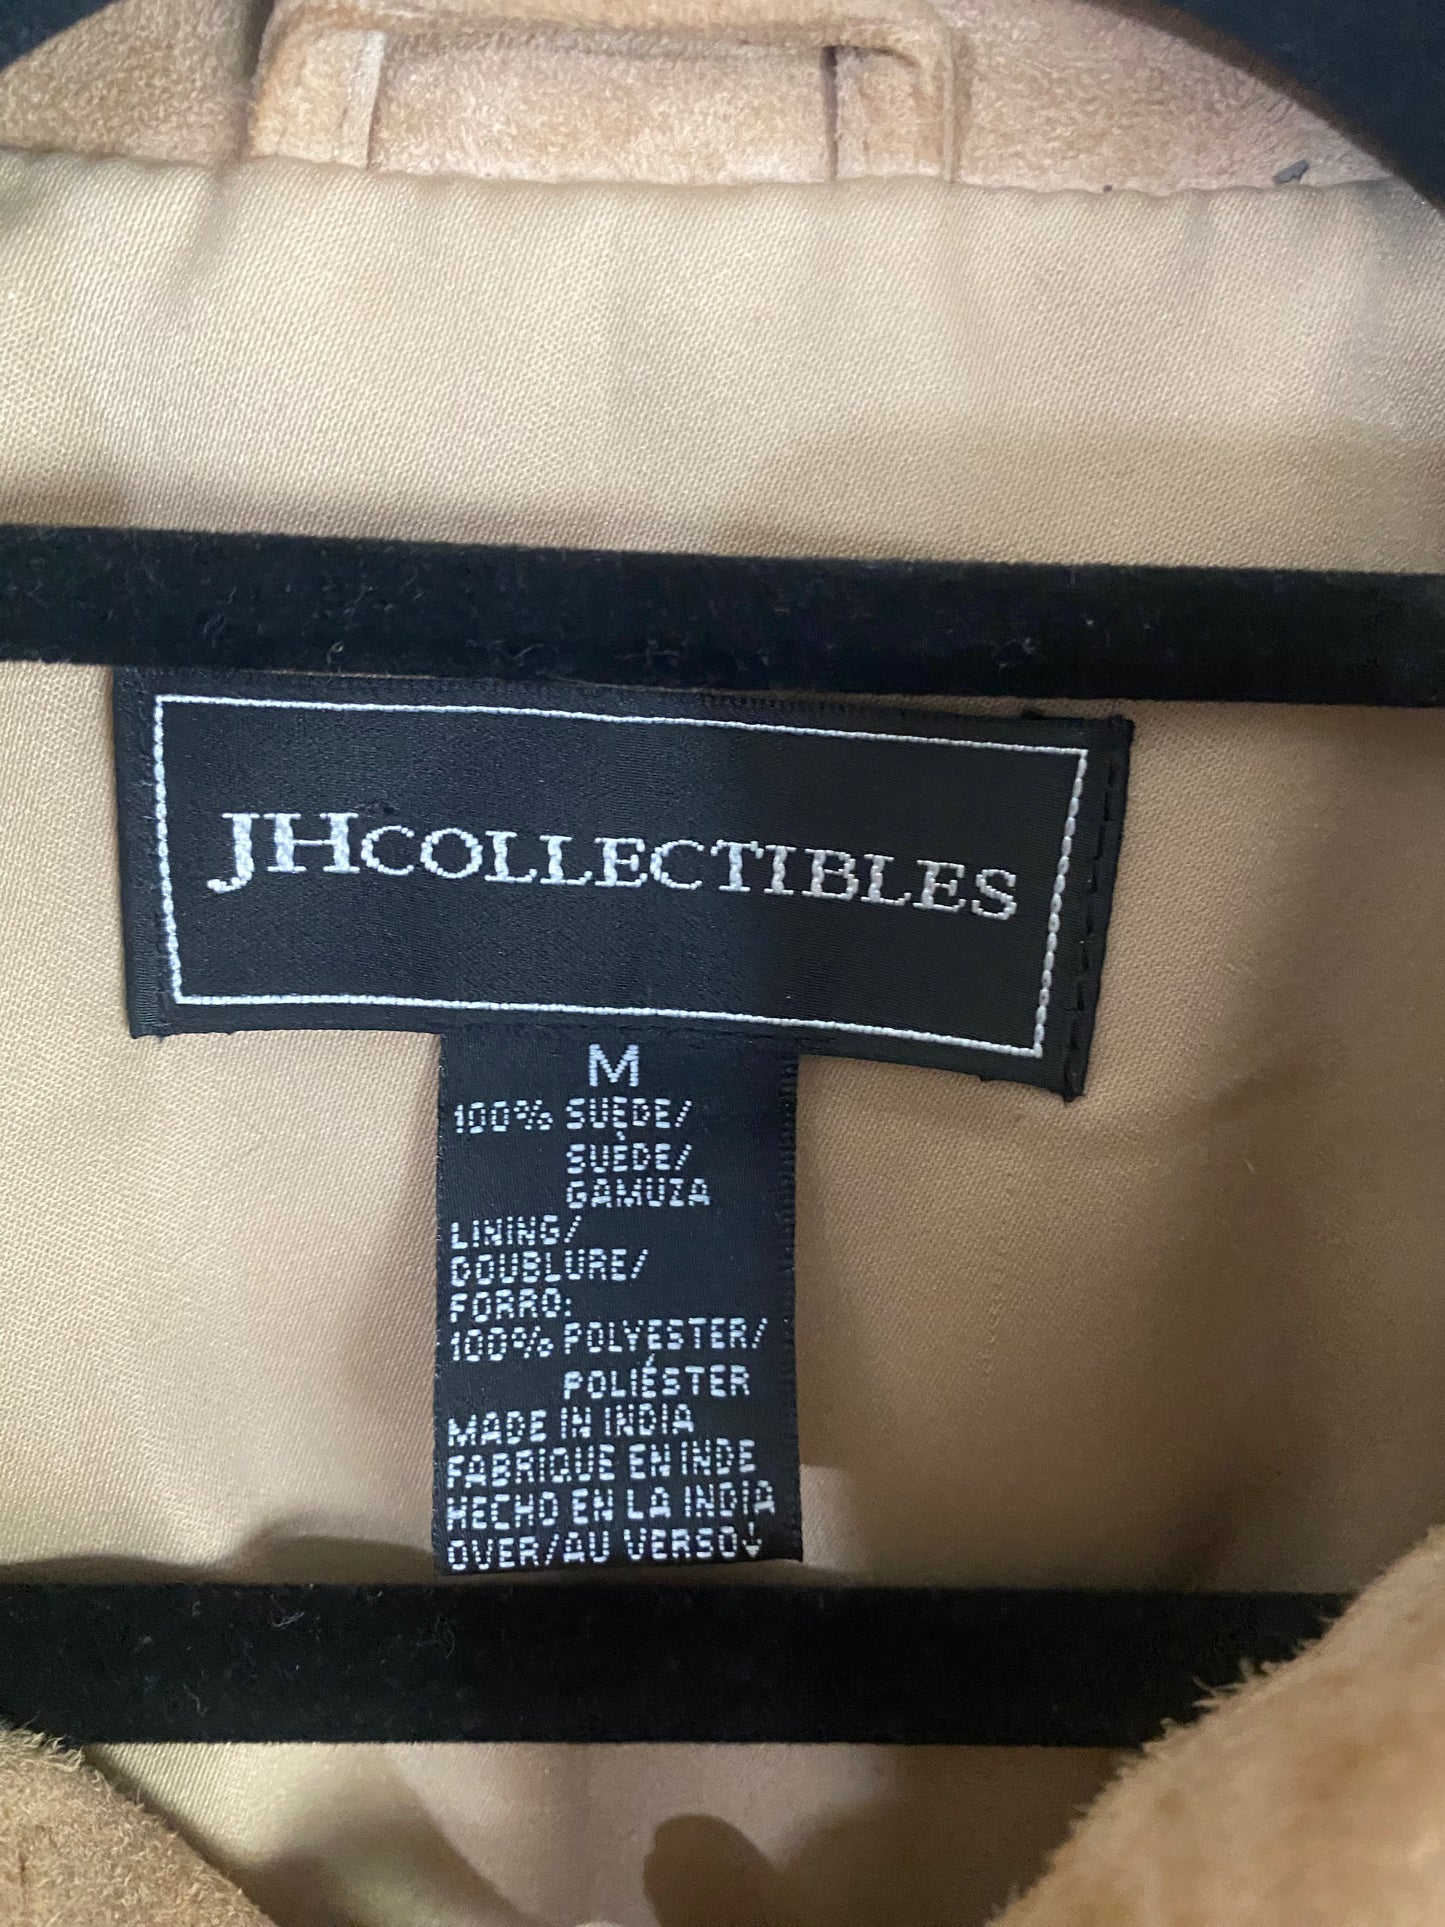 JHCOLLECTIBLES
M
100% SUEDE/
SUÈDE/
GAMUZA
LINING/
DOUBLURE/
FORRO:
100% POLYESTER/
POLIÉSTER
MADE IN INDIA
FABRIQUE EN INDE
HECHO EN LA INDIA
OVER/AU VERSO↓